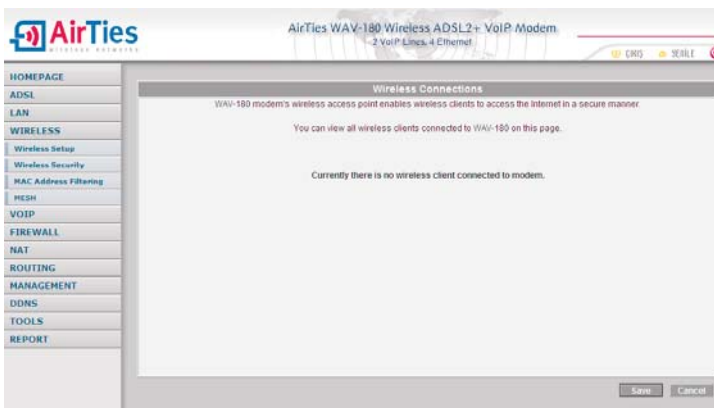 AirTies
wireless networks
AirTies WAV-180 Wireless ADSL2+ VoIP Modem
2 VoIP Lines, 4 Ethernet
HOMEPAGE
ADSL
LAN
WIRELESS
Wireless Setup
Wireless Security
MAC Address Filtering
MESH
VOIP
FIREWALL
NAT
ROUTING
MANAGEMENT
DDNS
TOOLS
REPORT
Wireless Connections
WAV-180 modem's wireless access point enables wireless clients to access the Internet in a secure manner.
You can view all wireless clients connected to WAV-180 on this page.
Currently there is no wireless client connected to modem.
Save Cancel